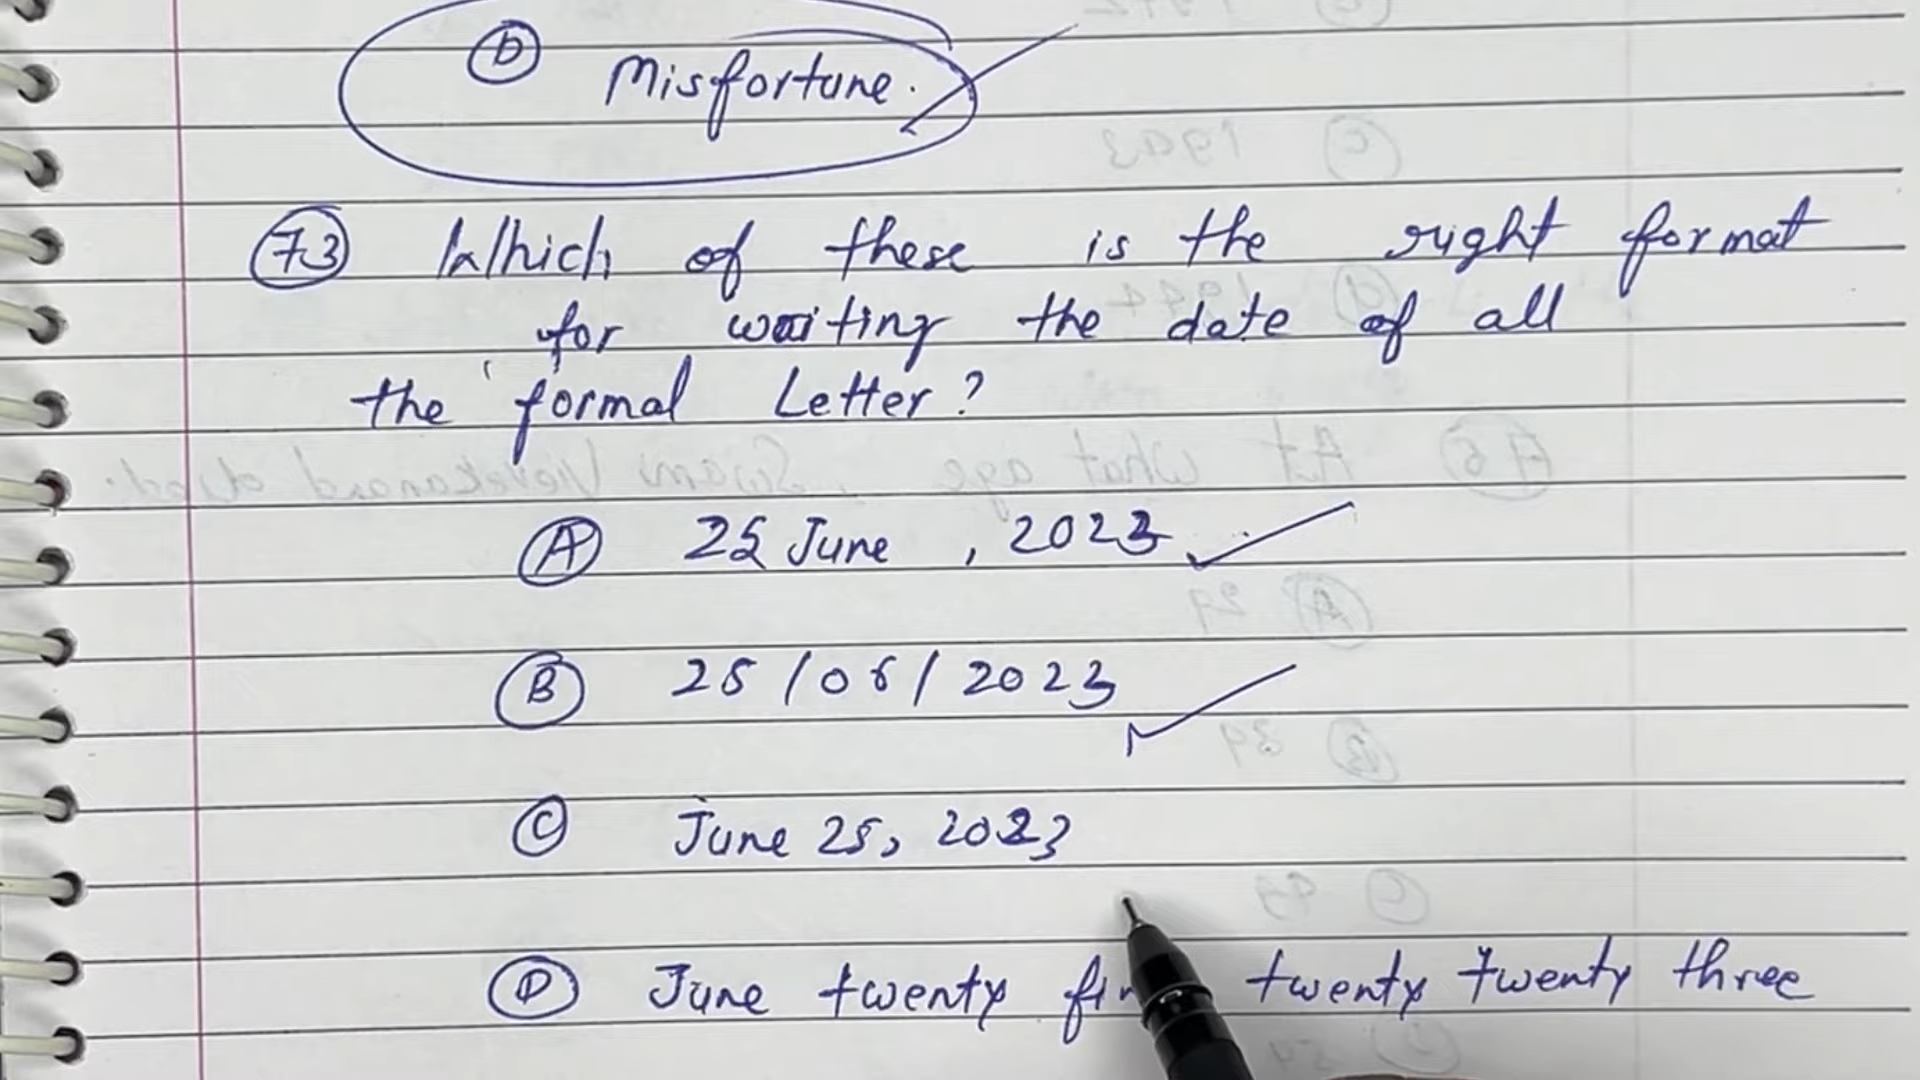 D Misfortune.
73 Which of these is the right format
for writing the date of all
the formal Letter?
A 25 June , 2023
B 25/06/2023
C June 25, 2023
D June twenty twenty twenty three